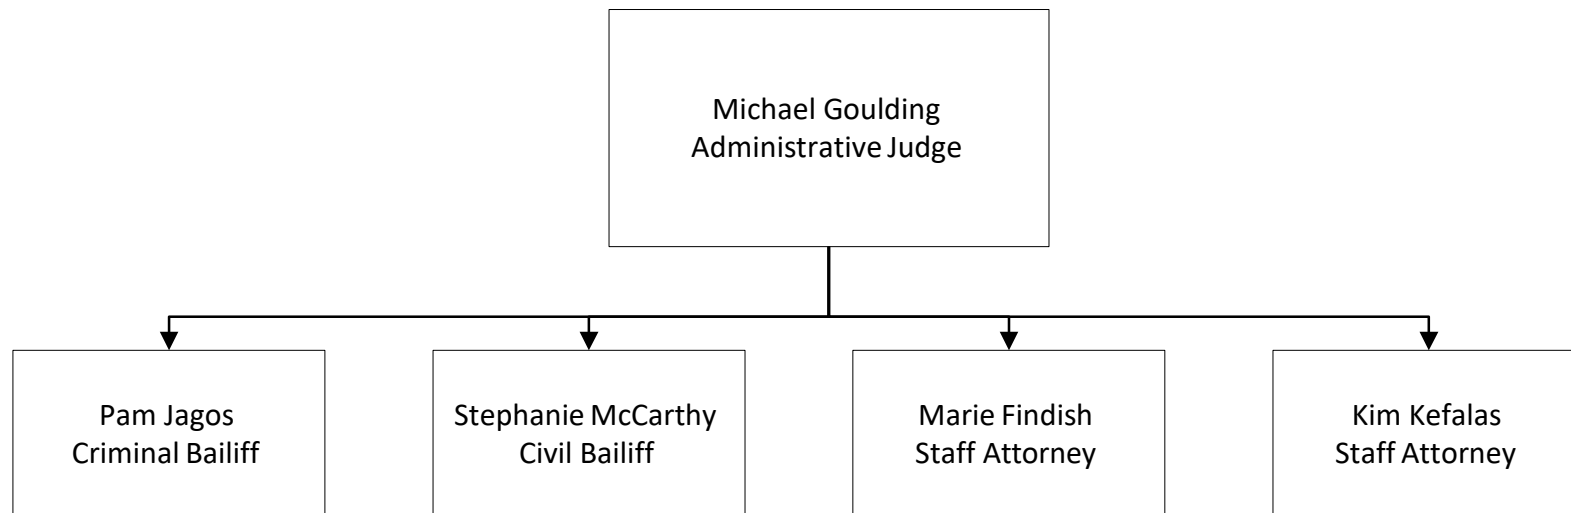 Michael Goulding
Administrative Judge
Pam Jagos
Criminal Bailiff
Stephanie McCarthy
Civil Bailiff
Marie Findish
Staff Attorney
Kim Kefalas
Staff Attorney